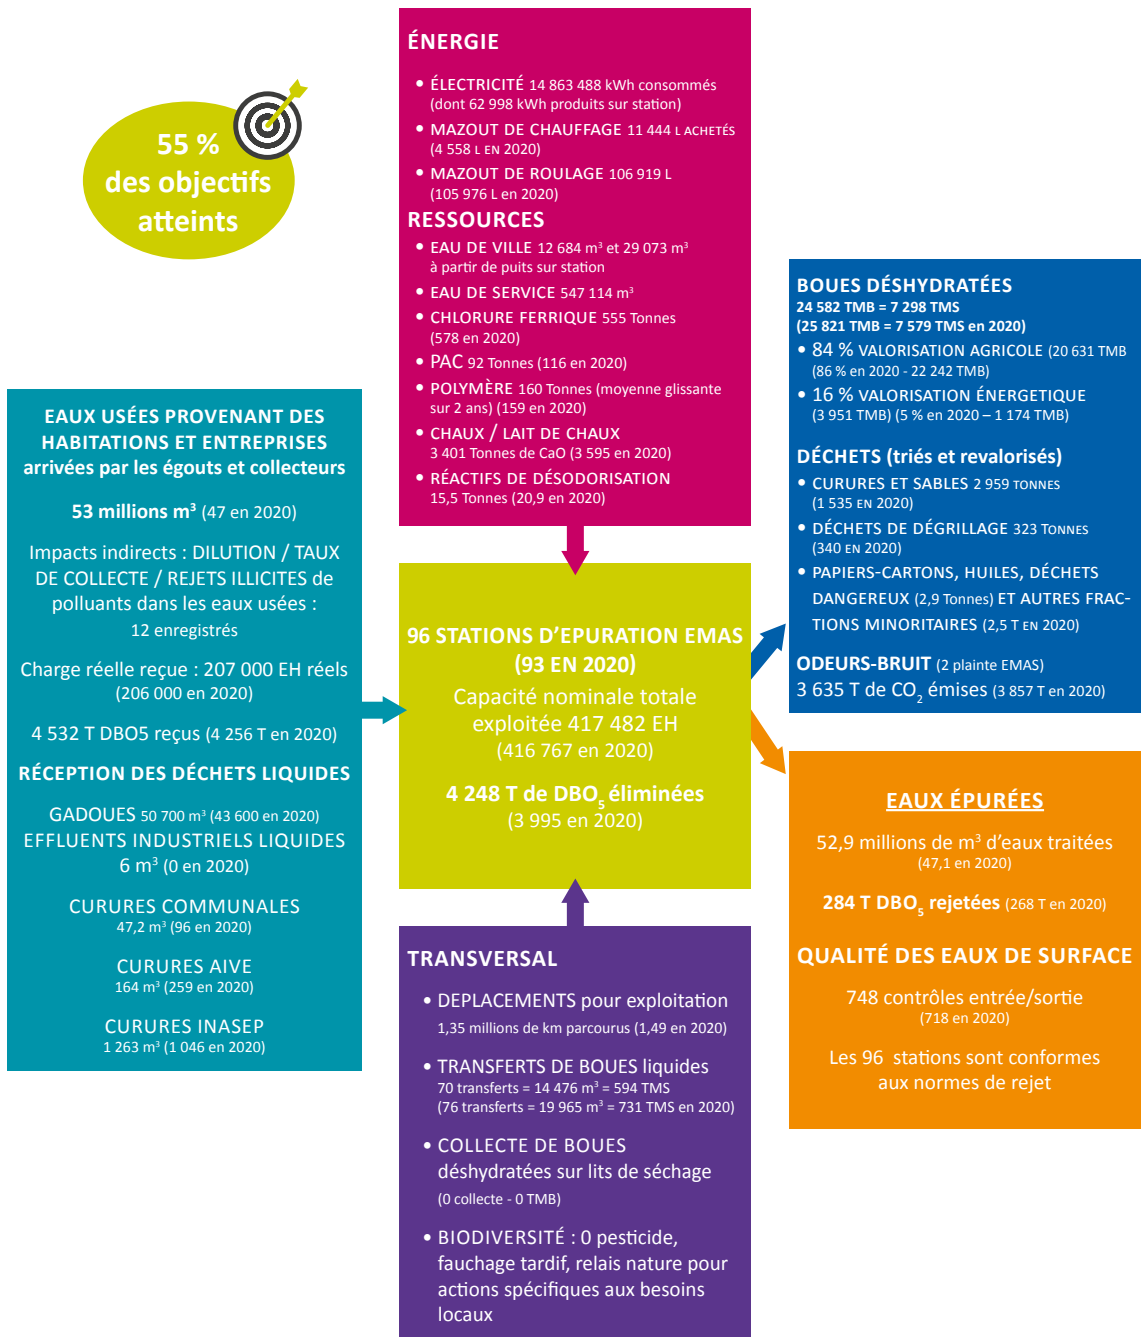 55 %
des objectifs
atteints
ÉNERGIE
• ÉLECTRICITÉ 14 863 488 kWh consommés
(dont 62 998 kWh produits sur station)
• MAZOUT DE CHAUFFAGE 11 444 L ACHETÉS
(4 558 L EN 2020)
• MAZOUT DE ROULAGE 106 919 L
(105 976 L en 2020)
RESSOURCES
• EAU DE VILLE 12 684 m³ et 29 073 m³
à partir de puits sur station
• EAU DE SERVICE 547 114 m³
• CHLORURE FERRIQUE 555 Tonnes
(578 en 2020)
• PAC 92 Tonnes (116 en 2020)
• POLYMÈRE 160 Tonnes (moyenne glissante
sur 2 ans) (159 en 2020)
• CHAUX / LAIT DE CHAUX
3 401 Tonnes de CaO (3 595 en 2020)
• RÉACTIFS DE DÉSODORISATION
15,5 Tonnes (20,9 en 2020)
EAUX USÉES PROVENANT DES
HABITATIONS ET ENTREPRISES
arrivées par les égouts et collecteurs
53 millions m³ (47 en 2020)
Impacts indirects : DILUTION / TAUX
DE COLLECTE / REJETS ILLICITES de
polluants dans les eaux usées :
12 enregistrés
Charge réelle reçue : 207 000 EH réels
(206 000 en 2020)
4 532 T DBO5 reçus (4 256 T en 2020)
RÉCEPTION DES DÉCHETS LIQUIDES
GADOUES 50 700 m³ (43 600 en 2020)
EFFLUENTS INDUSTRIELS LIQUIDES
6 m³ (0 en 2020)
CURURES COMMUNALES
47,2 m³ (96 en 2020)
CURURES AIVE
164 m³ (259 en 2020)
CURURES INASEP
1 263 m³ (1 046 en 2020)
96 STATIONS D'EPURATION EMAS
(93 EN 2020)
Capacité nominale totale
exploitée 417 482 EH
(416 767 en 2020)
4 248 T de DBO₅ éliminées
(3 995 en 2020)
TRANSVERSAL
• DEPLACEMENTS pour exploitation
1,35 millions de km parcourus (1,49 en 2020)
• TRANSFERTS DE BOUES liquides
70 transferts = 14 476 m³ = 594 TMS
(76 transferts = 19 965 m³ = 731 TMS en 2020)
• COLLECTE DE BOUES
déshydratées sur lits de séchage
(0 collecte - 0 TMB)
• BIODIVERSITÉ : 0 pesticide,
fauchage tardif, relais nature pour
actions spécifiques aux besoins
locaux
BOUES DÉSHYDRATÉES
24 582 TMB = 7 298 TMS
(25 821 TMB = 7 579 TMS en 2020)
• 84 % VALORISATION AGRICOLE (20 631 TMB
(86 % en 2020 - 22 242 TMB)
• 16 % VALORISATION ÉNERGETIQUE
(3 951 TMB) (5 % en 2020 – 1 174 TMB)
DÉCHETS (triés et revalorisés)
• CURURES ET SABLES 2 959 TONNES
(1 535 EN 2020)
• DÉCHETS DE DÉGRILLAGE 323 TONNES
(340 EN 2020)
• PAPIERS-CARTONS, HUILES, DÉCHETS
DANGEREUX (2,9 Tonnes) ET AUTRES FRAC-
TIONS MINORITAIRES (2,5 T EN 2020)
ODEURS-BRUIT (2 plainte EMAS)
3 635 T de CO₂ émises (3 857 T en 2020)
EAUX ÉPURÉES
52,9 millions de m³ d'eaux traitées
(47,1 en 2020)
284 T DBO₅ rejetées (268 T en 2020)
QUALITÉ DES EAUX DE SURFACE
748 contrôles entrée/sortie
(718 en 2020)
Les 96 stations sont conformes
aux normes de rejet